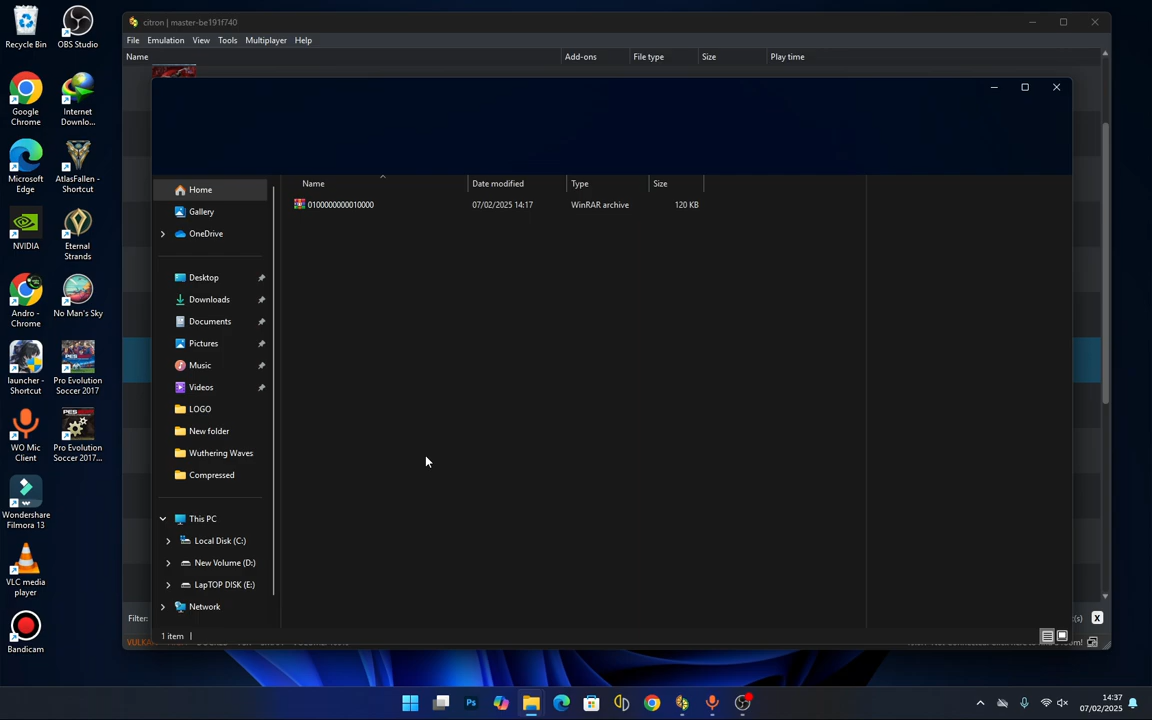 citron | master-be191f740
File Emulation View Tools Multiplayer Help
Name Add-ons File type Size Play time
Name Date modified Type Size
0100000000010000 07/02/2025 14:17 WinRAR archive 120 KB
Home
Gallery
OneDrive
Desktop
Downloads
Documents
Pictures
Music
Videos
LOGO
New folder
Wuthering Waves
Compressed
This PC
Local Disk (C:)
New Volume (D:)
LapTOP DISK (E:)
Network
1 item
Filter:
X
Recycle Bin
OBS Studio
Google
Chrome
Internet
Downlo...
Microsoft
Edge
AtlasFallen -
Shortcut
NVIDIA
Eternal
Strands
Andro -
Chrome
No Man's Sky
launcher -
Shortcut
Pro Evolution
Soccer 2017
WO Mic
Client
Pro Evolution
Soccer 2017...
Wondershare
Filmora 13
VLC media
player
Bandicam
Ps
14:37
07/02/2025